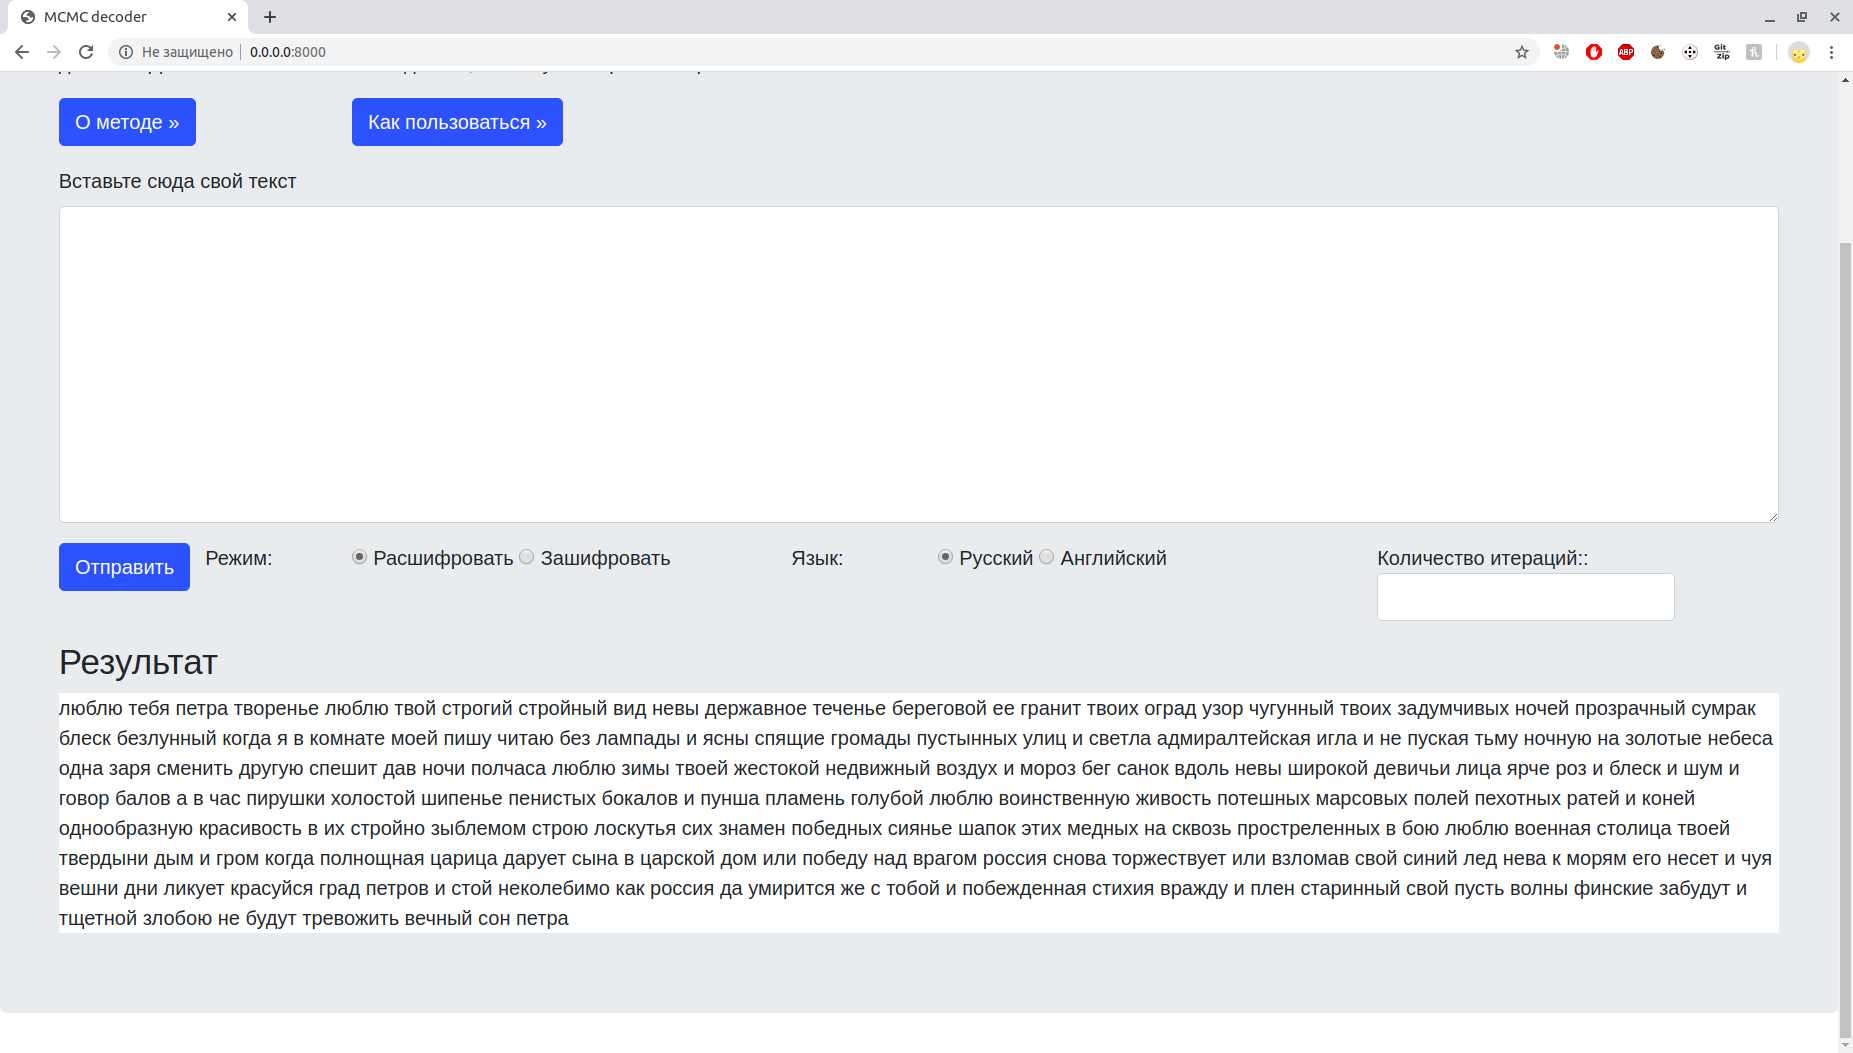 MCMC decoder
Не защищено 0.0.0.0:8000
ABP
Git
Zip
О методе » Как пользоваться »
Вставьте сюда свой текст
Отправить Режим: Расшифровать Зашифровать Язык: Русский Английский Количество итераций::
Результат
люблю тебя петра творенье люблю твой строгий стройный вид невы державное теченье береговой ее гранит твоих оград узор чугунный твоих задумчивых ночей прозрачный сумрак
блеск безлунный когда я в комнате моей пишу читаю без лампады и ясны спящие громады пустынных улиц и светла адмиралтейская игла и не пуская тьму ночную на золотые небеса
одна заря сменить другую спешит дав ночи полчаса люблю зимы твоей жестокой недвижный воздух и мороз бег санок вдоль невы широкой девичьи лица ярче роз и блеск и шум и
говор балов а в час пирушки холостой шипенье пенистых бокалов и пунша пламень голубой люблю воинственную живость потешных марсовых полей пехотных ратей и коней
однообразную красивость в их стройно зыблемом строю лоскутья сих знамен победных сиянье шапок этих медных на сквозь простреленных в бою люблю военная столица твоей
твердыни дым и гром когда полнощная царица дарует сына в царской дом или победу над врагом россия снова торжествует или взломав свой синий лед нева к морям его несет и чуя
вешни дни ликует красуйся град петров и стой неколебимо как россия да умирится же с тобой и побежденная стихия вражду и плен старинный свой пусть волны финские забудут и
тщетной злобою не будут тревожить вечный сон петра